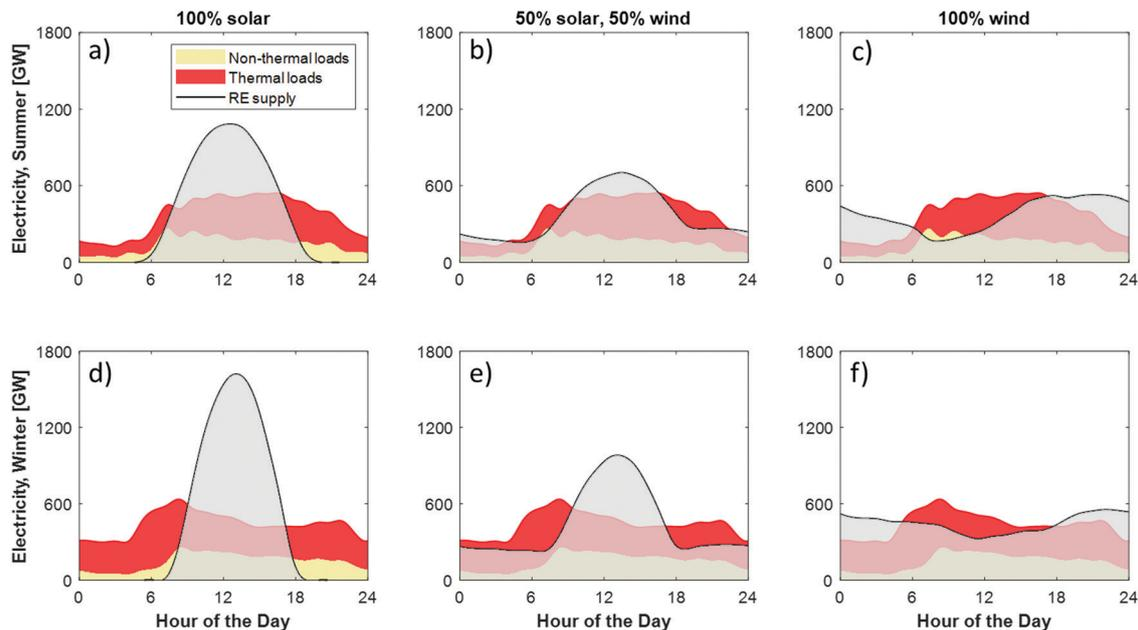 100% solar
50% solar, 50% wind
100% wind
Electricity, Summer [GW]
1800
1200
600
0
a)
Non-thermal loads
Thermal loads
RE supply
0 6 12 18 24
1800
1200
600
0
b)
0 6 12 18 24
1800
1200
600
0
c)
0 6 12 18 24
Electricity, Winter [GW]
1800
1200
600
0
d)
0 6 12 18 24
Hour of the Day
1800
1200
600
0
e)
0 6 12 18 24
Hour of the Day
1800
1200
600
0
f)
0 6 12 18 24
Hour of the Day